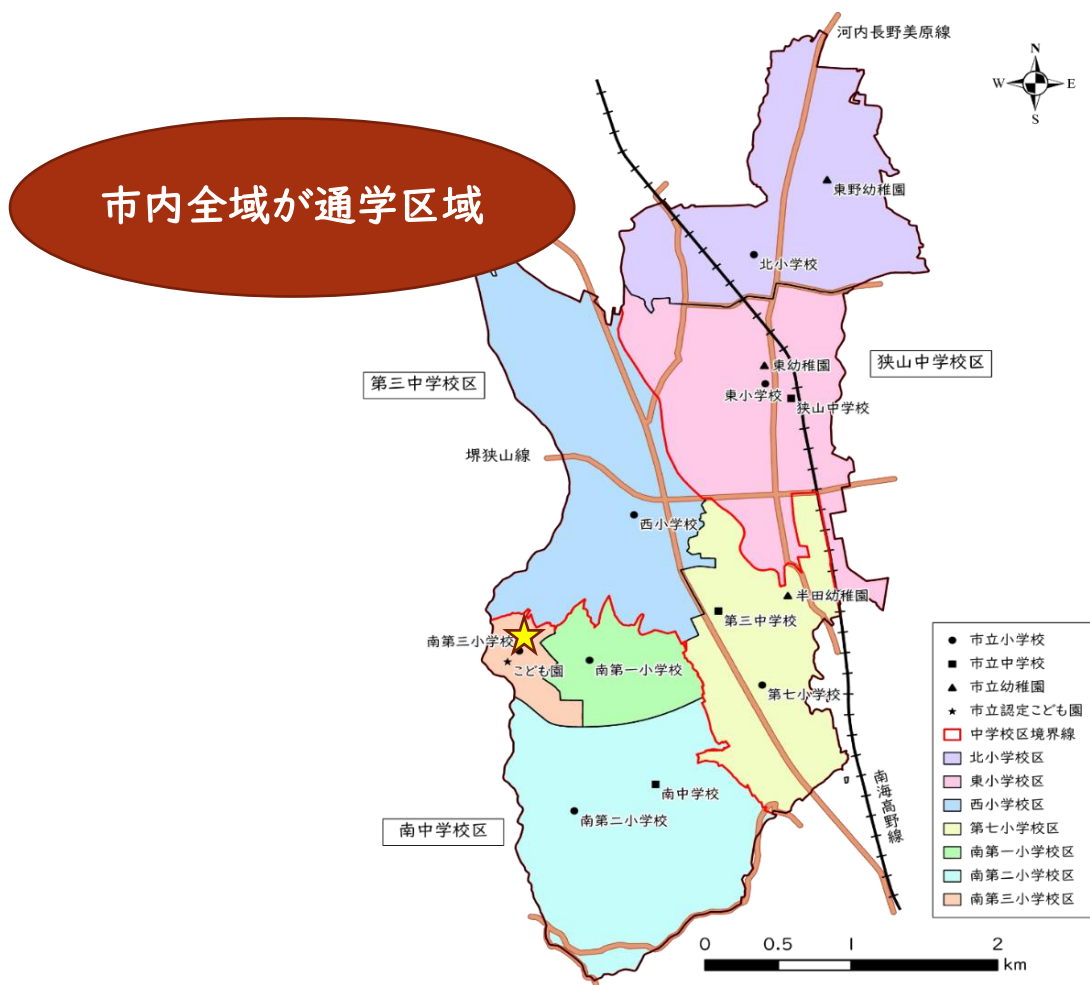 河内長野美原線
N
W
E
S
市内全域が通学区域
東野幼稚園
北小学校
狭山中学校区
東幼稚園
東小学校
狭山中学校
第三中学校区
堺狭山線
西小学校
半田幼稚園
第三中学校
南第三小学校
こども園
南第一小学校
第七小学校
南中学校
南第二小学校
南中学校区
南海高野線
市立小学校
市立中学校
市立幼稚園
市立認定こども園
中学校区境界線
北小学校区
東小学校区
西小学校区
第七小学校区
南第一小学校区
南第二小学校区
南第三小学校区
0 0.5 1 2
km